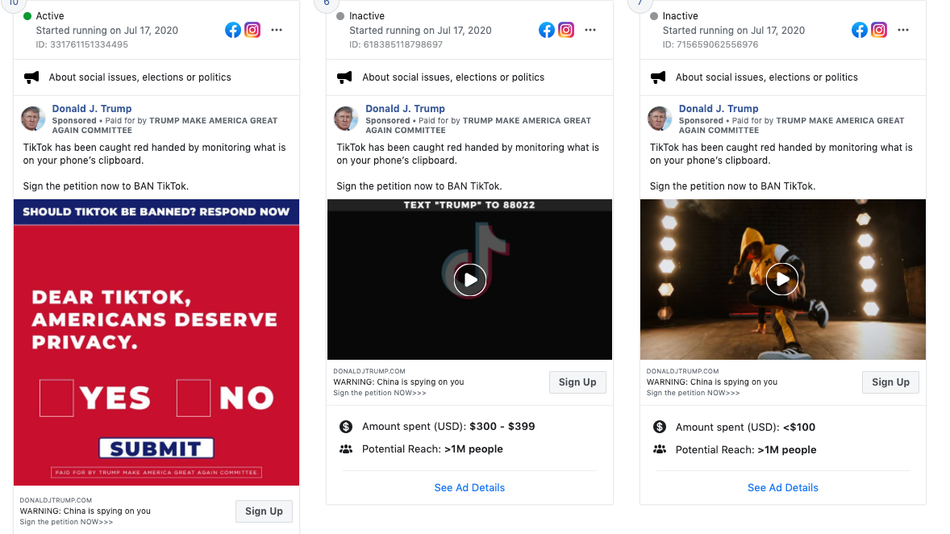 10
Active
Started running on Jul 17, 2020
ID: 331761151334495
About social issues, elections or politics
Donald J. Trump
Sponsored • Paid for by TRUMP MAKE AMERICA GREAT
AGAIN COMMITTEE
TikTok has been caught red handed by monitoring what is
on your phone's clipboard.
Sign the petition now to BAN TikTok.
SHOULD TIKTOK BE BANNED? RESPOND NOW
DEAR TIKTOK,
AMERICANS DESERVE
PRIVACY.
YES NO
SUBMIT
PAID FOR BY TRUMP MAKE AMERICA GREAT AGAIN COMMITTEE.
DONALDJTRUMP.COM
WARNING: China is spying on you
Sign the petition NOW>>>
Sign Up
6
Inactive
Started running on Jul 17, 2020
ID: 618385118798697
About social issues, elections or politics
Donald J. Trump
Sponsored • Paid for by TRUMP MAKE AMERICA GREAT
AGAIN COMMITTEE
TikTok has been caught red handed by monitoring what is
on your phone's clipboard.
Sign the petition now to BAN TikTok.
TEXT "TRUMP" TO 88022
DONALDJTRUMP.COM
WARNING: China is spying on you
Sign the petition NOW>>>
Sign Up
Amount spent (USD): $300 - $399
Potential Reach: >1M people
See Ad Details
7
Inactive
Started running on Jul 17, 2020
ID: 715659062556976
About social issues, elections or politics
Donald J. Trump
Sponsored • Paid for by TRUMP MAKE AMERICA GREAT
AGAIN COMMITTEE
TikTok has been caught red handed by monitoring what is
on your phone's clipboard.
Sign the petition now to BAN TikTok.
DONALDJTRUMP.COM
WARNING: China is spying on you
Sign the petition NOW>>>
Sign Up
Amount spent (USD): <$100
Potential Reach: >1M people
See Ad Details